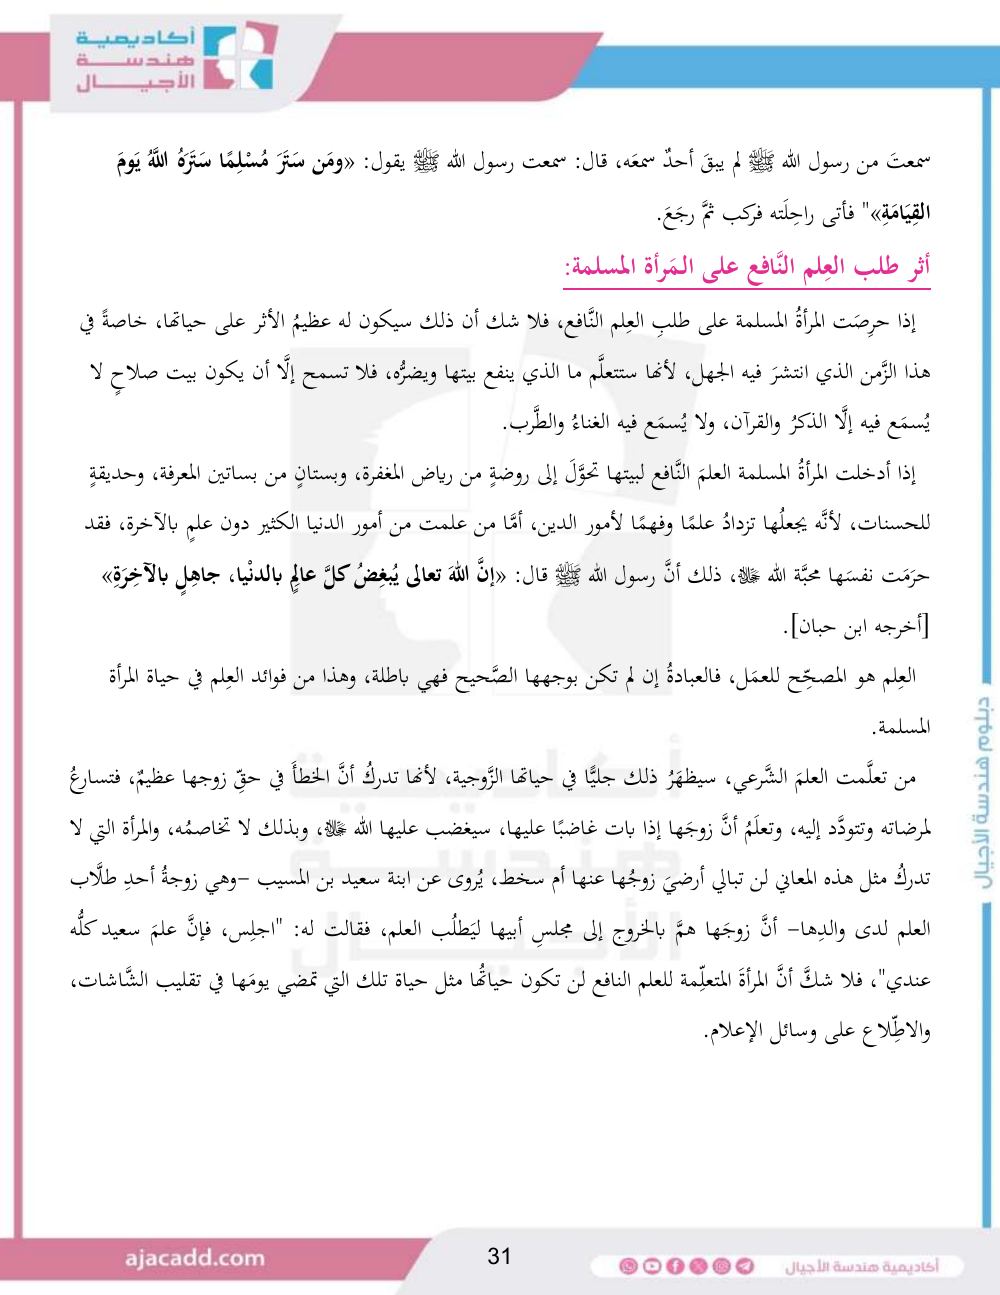 أكاديمية
هندسة
الأجيال
سمعتَ من رسول الله ﷺ لم يبقَ أحدٌ سمعَه، قال: سمعت رسول الله ﷺ يقول: «ومَن سَتَرَ مُسْلِمًا سَتَرَهُ اللَّهُ يَومَ
القِيَامَةِ»" فأتى راحِلَته فركب ثمَّ رجَعَ.
أثر طلب العِلم النَّافع على المَرأة المسلمة:
إذا حرِصَت المرأةُ المسلمة على طلبِ العِلم النَّافع، فلا شك أن ذلك سيكون له عظيمُ الأثر على حياتها، خاصةً في
هذا الزَّمن الذي انتشرَ فيه الجهل، لأنها ستتعلَّم ما الذي ينفع بيتها ويضرُّه، فلا تسمح إلَّا أن يكون بيت صلاحٍ لا
يُسمَع فيه إلَّا الذكرُ والقرآن، ولا يُسمَع فيه الغناءُ والطَّرب.
إذا أدخلت المرأةُ المسلمة العلمَ النَّافع لبيتها تحوَّلَ إلى روضةٍ من رياض المغفرة، وبستانٍ من بساتين المعرفة، وحديقةٍ
للحسنات، لأنَّه يجعلُها تزدادُ علمًا وفهمًا لأمور الدين، أمَّا من علمت من أمور الدنيا الكثير دون علمٍ بالآخرة، فقد
حرَمَت نفسَها محبَّة الله ﷻ، ذلك أنَّ رسول الله ﷺ قال: «إنَّ اللهَ تعالى يُبغضُ كلَّ عالِمٍ بالدنْيا، جاهِلٍ بالآخِرَةِ»
[أخرجه ابن حبان].
العِلم هو المصحِّح للعمَل، فالعبادةُ إن لم تكن بوجهها الصَّحيح فهي باطلة، وهذا من فوائد العِلم في حياة المرأة
المسلمة.
من تعلَّمت العلمَ الشَّرعي، سيظهَرُ ذلك جليًّا في حياتها الزَّوجية، لأنها تدركُ أنَّ الخطأَ في حقِّ زوجها عظيمٌ، فتسارعُ
لمرضاته وتتودَّد إليه، وتعلَمُ أنَّ زوجَها إذا بات غاضبًا عليها، سيغضب عليها الله ﷻ، وبذلك لا تخاصمُه، والمرأة التي لا
تدركُ مثل هذه المعاني لن تبالي أرضيَ زوجُها عنها أم سخط، يُروى عن ابنة سعيد بن المسيب –وهي زوجةُ أحدِ طلَّاب
العلم لدى والدِها– أنَّ زوجَها همَّ بالخروج إلى مجلسِ أبيها ليَطلُب العلم، فقالت له: "اجلِس، فإنَّ علمَ سعيد كلُّه
عندي"، فلا شكَّ أنَّ المرأةَ المتعلِّمة للعلم النافع لن تكون حياتُها مثل حياة تلك التي تمضي يومَها في تقليب الشَّاشات،
والاطِّلاع على وسائل الإعلام.
أكاديمية
هندسة
الأجيال
دبلوم هندسة الأجيال
ajacadd.com
31
أكاديمية هندسة الأجيال